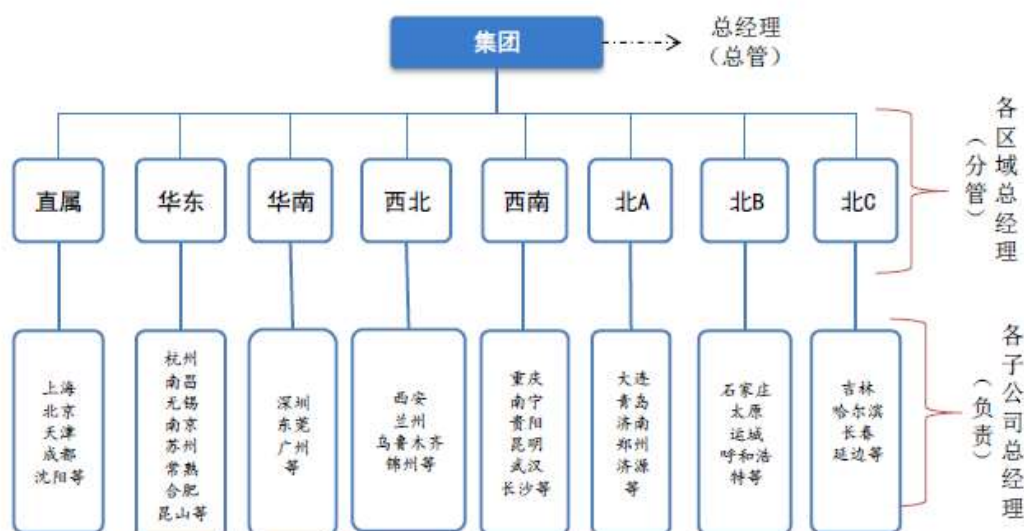 集团
总经理
（总管）
直属
华东
华南
西北
西南
北A
北B
北C
各区域总经理
（分管）
上海
北京
天津
成都
沈阳等
杭州
南昌
无锡
南京
苏州
常熟
合肥
昆山等
深圳
东莞
广州
等
西安
兰州
乌鲁木齐
锦州等
重庆
南宁
贵阳
昆明
武汉
长沙等
大连
青岛
济南
郑州
济源
等
石家庄
太原
运城
呼和浩
特等
吉林
哈尔滨
长春
延边等
各子公司总经理
（负责）